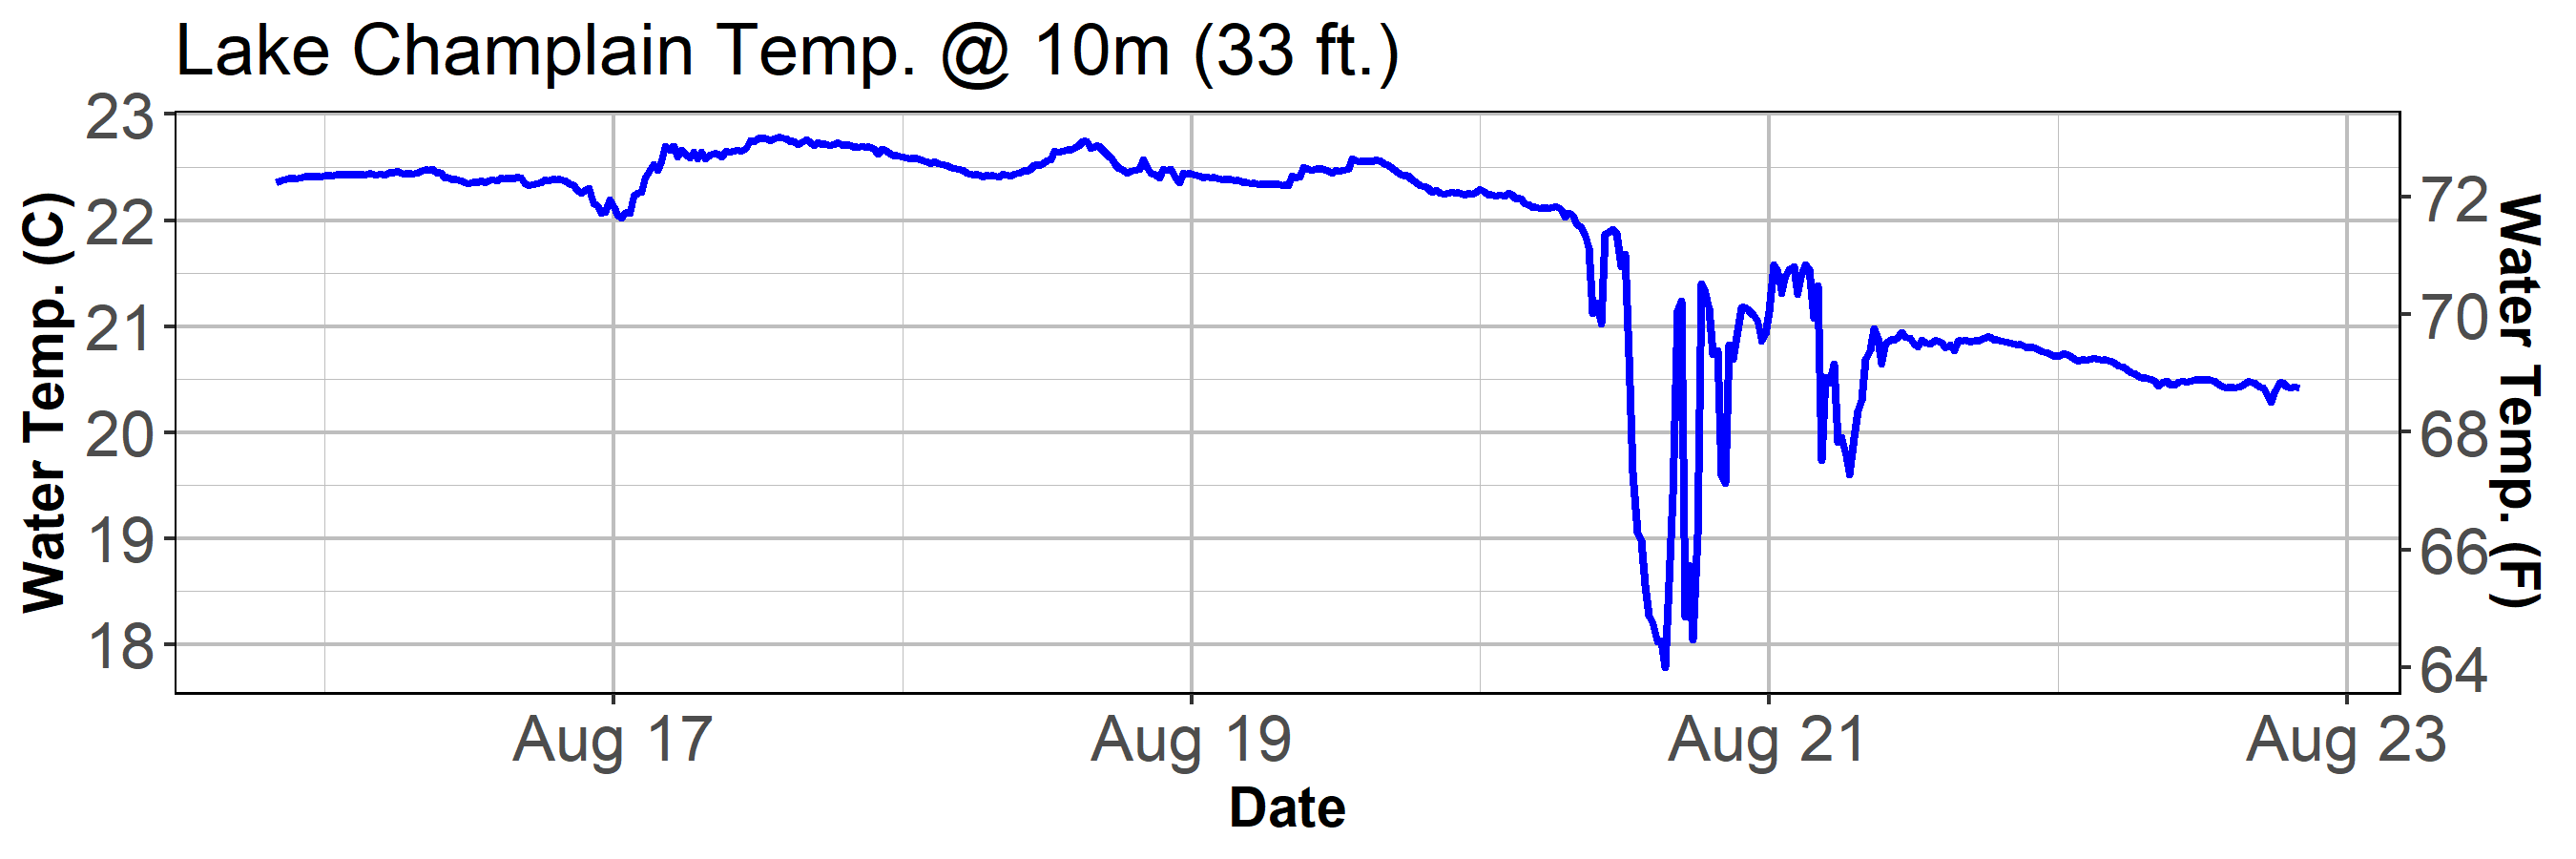 Lake Champlain Temp. @ 10m (33 ft.)
Water Temp. (C)
23
22
21
20
19
18
72
70
68
66
64
Water Temp. (F)
Aug 17 Aug 19 Aug 21 Aug 23
Date